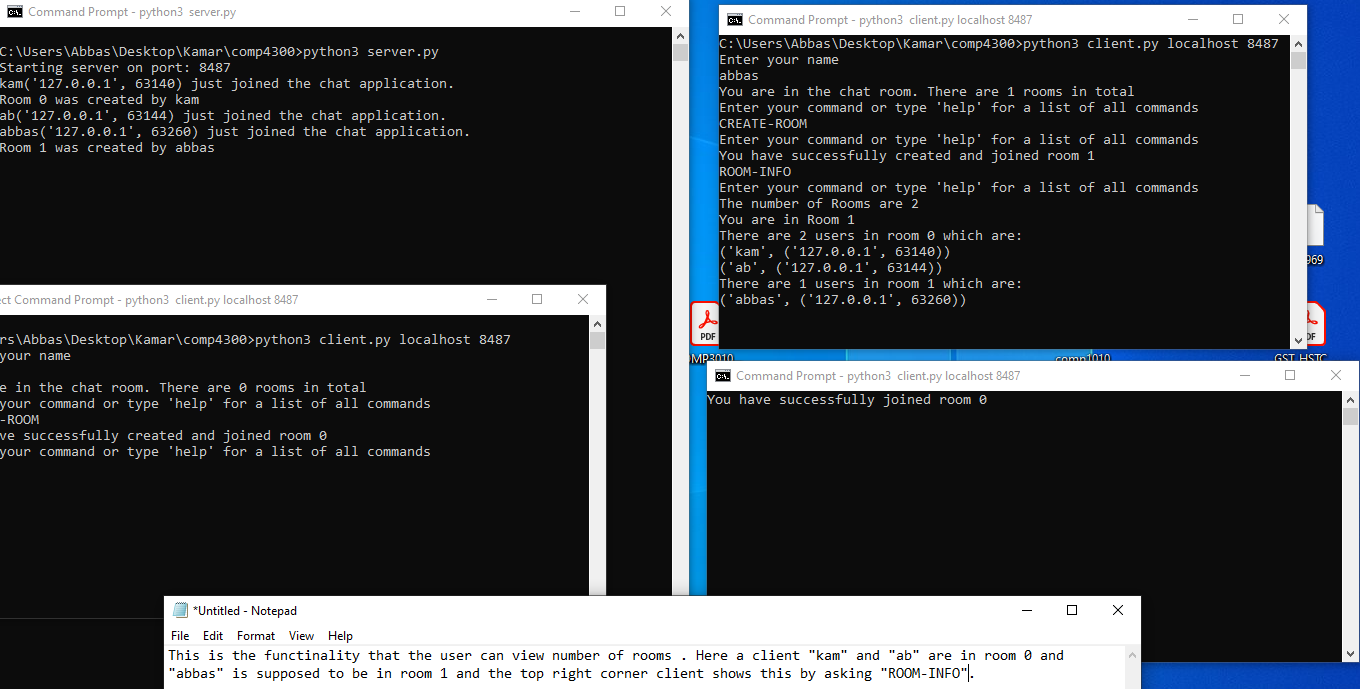 Command Prompt - python3 server.py
C:\Users\Abbas\Desktop\Kamar\comp4300>python3 server.py
Starting server on port: 8487
kam('127.0.0.1', 63140) just joined the chat application.
Room 0 was created by kam
ab('127.0.0.1', 63144) just joined the chat application.
abbas('127.0.0.1', 63260) just joined the chat application.
Room 1 was created by abbas
Command Prompt - python3 client.py localhost 8487
C:\Users\Abbas\Desktop\Kamar\comp4300>python3 client.py localhost 8487
Enter your name
abbas
You are in the chat room. There are 1 rooms in total
Enter your command or type 'help' for a list of all commands
CREATE-ROOM
Enter your command or type 'help' for a list of all commands
You have successfully created and joined room 1
ROOM-INFO
Enter your command or type 'help' for a list of all commands
The number of Rooms are 2
You are in Room 1
There are 2 users in room 0 which are:
('kam', ('127.0.0.1', 63140))
('ab', ('127.0.0.1', 63144))
There are 1 users in room 1 which are:
('abbas', ('127.0.0.1', 63260))
969
PDF
DF
MP3010
comp1010
GST_HSTC
ct Command Prompt - python3 client.py localhost 8487
rs\Abbas\Desktop\Kamar\comp4300>python3 client.py localhost 8487
your name
e in the chat room. There are 0 rooms in total
your command or type 'help' for a list of all commands
-ROOM
ve successfully created and joined room 0
your command or type 'help' for a list of all commands
Command Prompt - python3 client.py localhost 8487
You have successfully joined room 0
*Untitled - Notepad
File Edit Format View Help
This is the functinality that the user can view number of rooms . Here a client "kam" and "ab" are in room 0 and
"abbas" is supposed to be in room 1 and the top right corner client shows this by asking "ROOM-INFO".